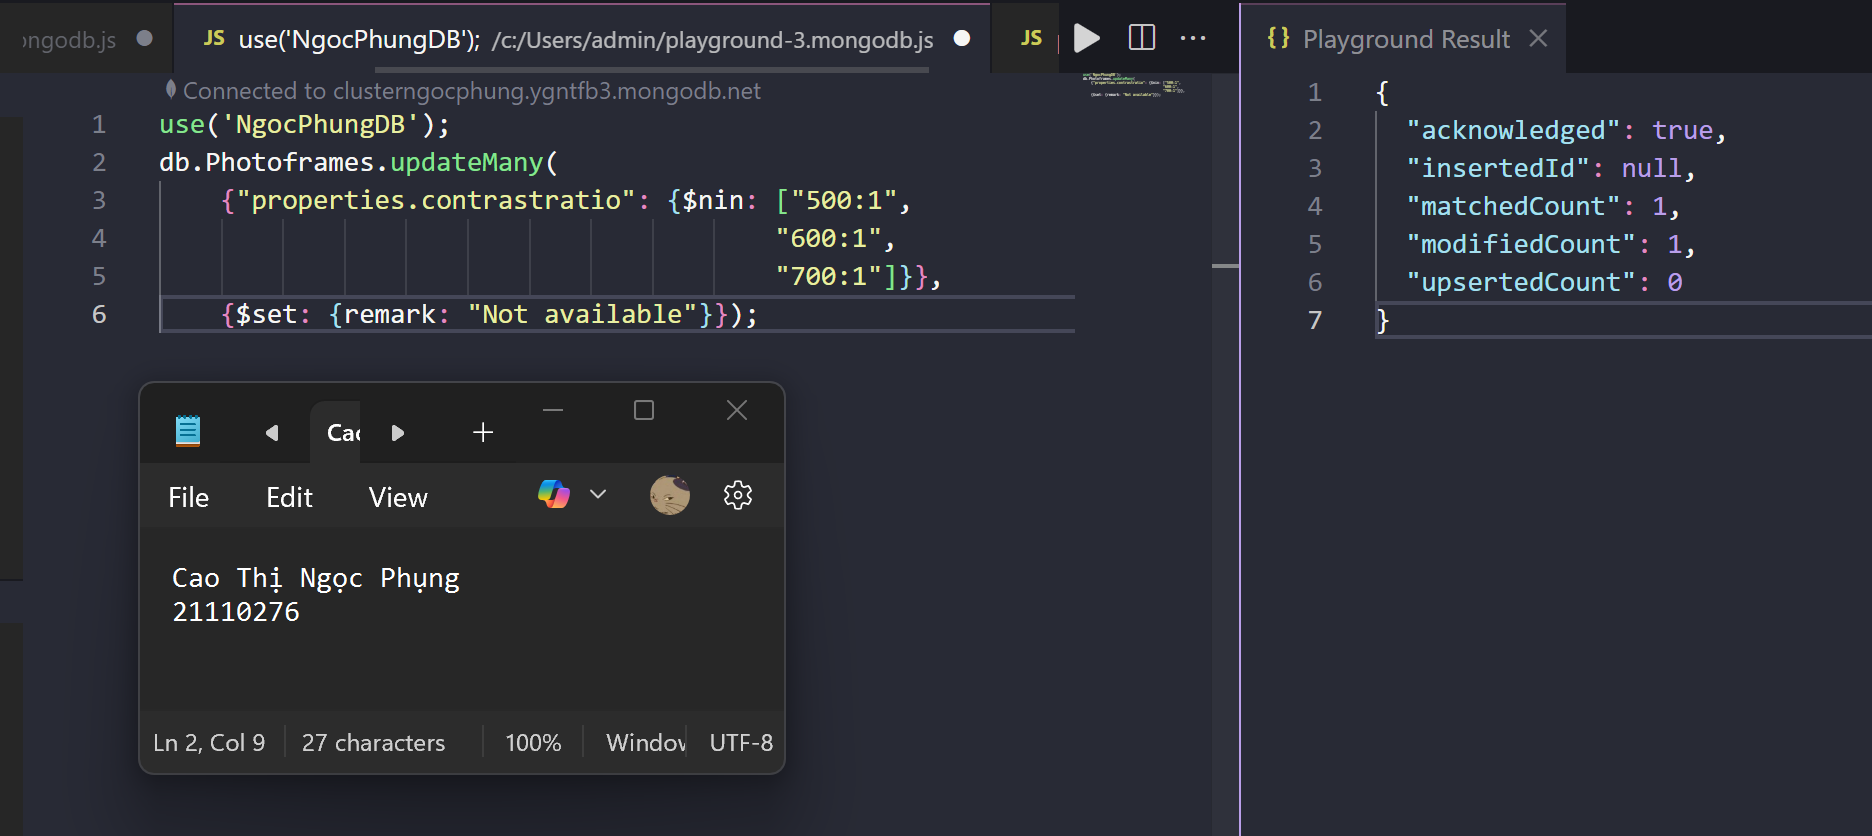 ongodb.js
JS use('NgocPhungDB'); /c:/Users/admin/playground-3.mongodb.js
JS
Connected to clusterngocphung.ygntfb3.mongodb.net
1 use('NgocPhungDB');
2 db.Photoframes.updateMany(
3 {"properties.contrastratio": {$nin: ["500:1",
4 "600:1",
5 "700:1"]}},
6 {$set: {remark: "Not available"}});
{} Playground Result
1 {
2 "acknowledged": true,
3 "insertedId": null,
4 "matchedCount": 1,
5 "modifiedCount": 1,
6 "upsertedCount": 0
7 }
Cao
File Edit View
Cao Thị Ngọc Phụng
21110276
Ln 2, Col 9 27 characters 100% Window UTF-8